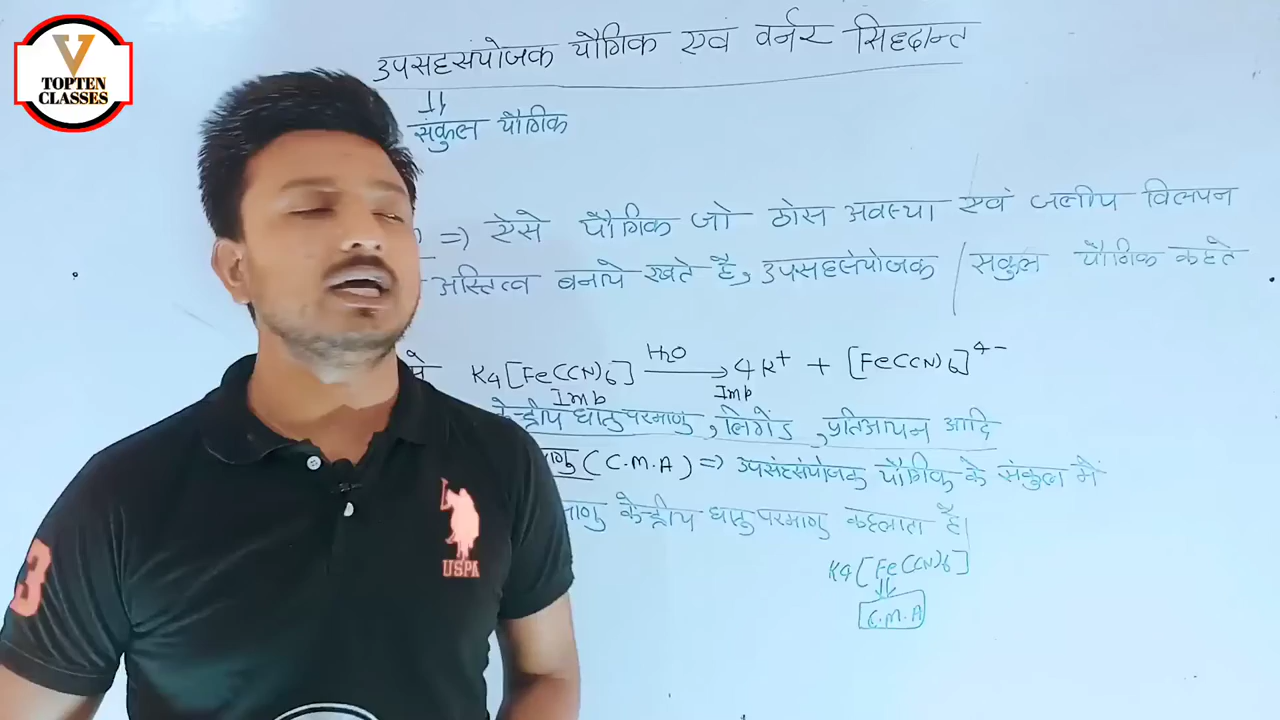 V
TOPTEN
CLASSES
उपसहसंयोजक यौगिक एवं वर्नर सिद्दान्त
संकुल यौगिक
=> ऐसे यौगिक जो ठोस अवस्था एवं जलीय विलयन
अस्तित्व बनाये रखते है, उपसहसंयोजक / संकुल यौगिक कहते
K4[Fe(CN)6] H2O → 4K+ + [Fe(CN)6]4-
Imp Imp
केन्द्रीय धातु परमाणु, लिगेंड, प्रतिआयन आदि
(C.M.A) => उपसंहसंयोजक यौगिक के संकुल में
केन्द्रीय धातु परमाणु कहलाता है।
K4[Fe(CN)6]
C.M.A
3
USPA